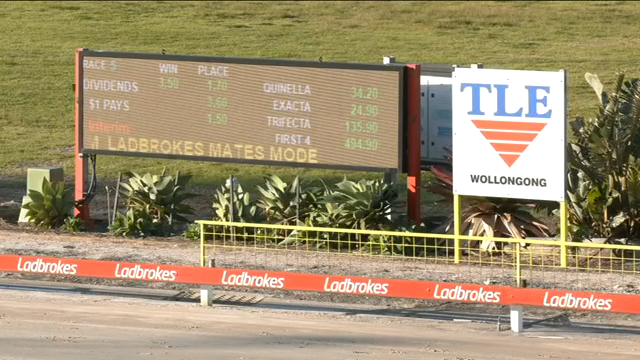 RACE 5 WIN PLACE
DIVIDENDS 3.50 1.70
$1 PAYS 3.60
1.50
Interim
QUINELLA 34.20
EXACTA 24.90
TRIFECTA 135.90
FIRST 4 494.90
LADBROKES MATES MODE
TLE
WOLLONGONG
Ladbrokes Ladbrokes Ladbrokes Ladbrokes Ladbrokes Ladbrokes